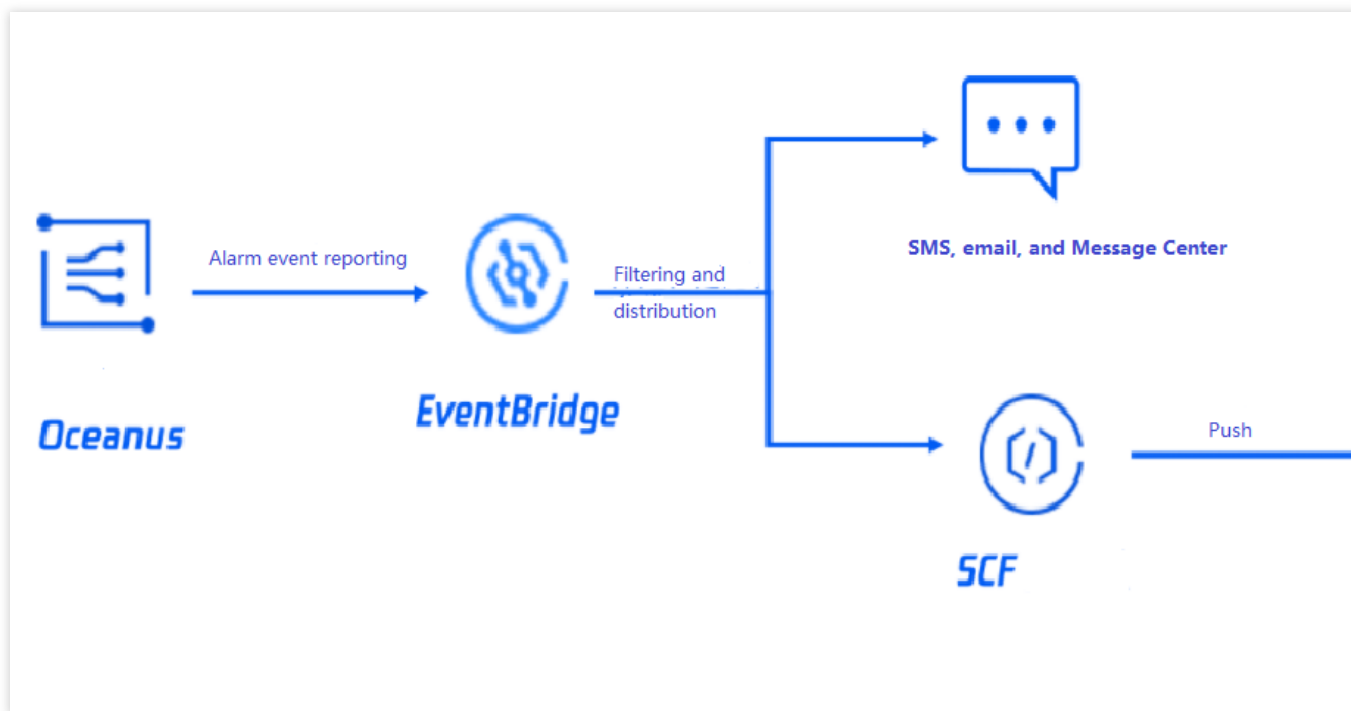 SMS, email, and Message Center
Alarm event reporting
Filtering and
distribution
EventBridge
Oceanus
Push
SCF